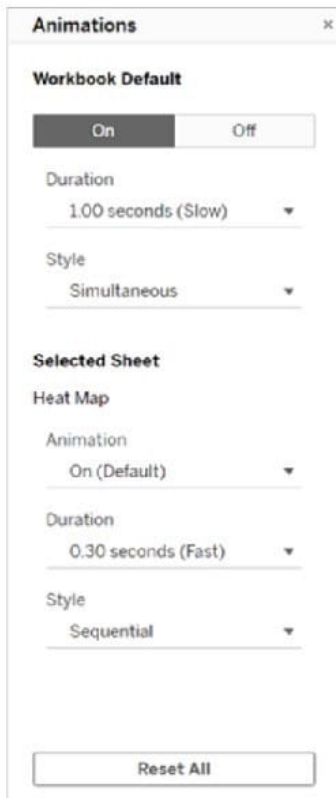 Animations
Workbook Default
On Off
Duration
1.00 seconds (Slow)
Style
Simultaneous
Selected Sheet
Heat Map
Animation
On (Default)
Duration
0.30 seconds (Fast)
Style
Sequential
Reset All